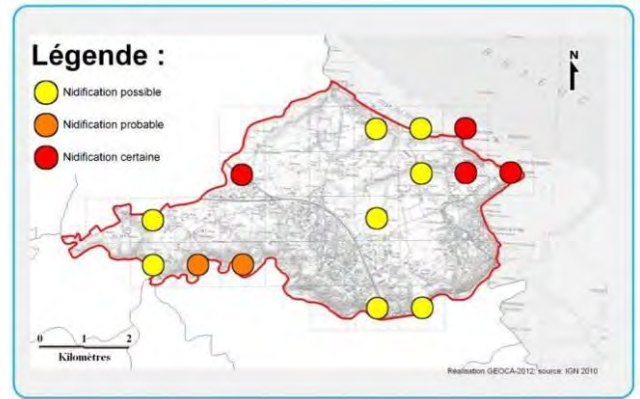 Légende :
Nidification possible
Nidification probable
Nidification certaine
N
0 1 2
Kilomètres
Réalisation GEOCA-2012; source: IGN 2010